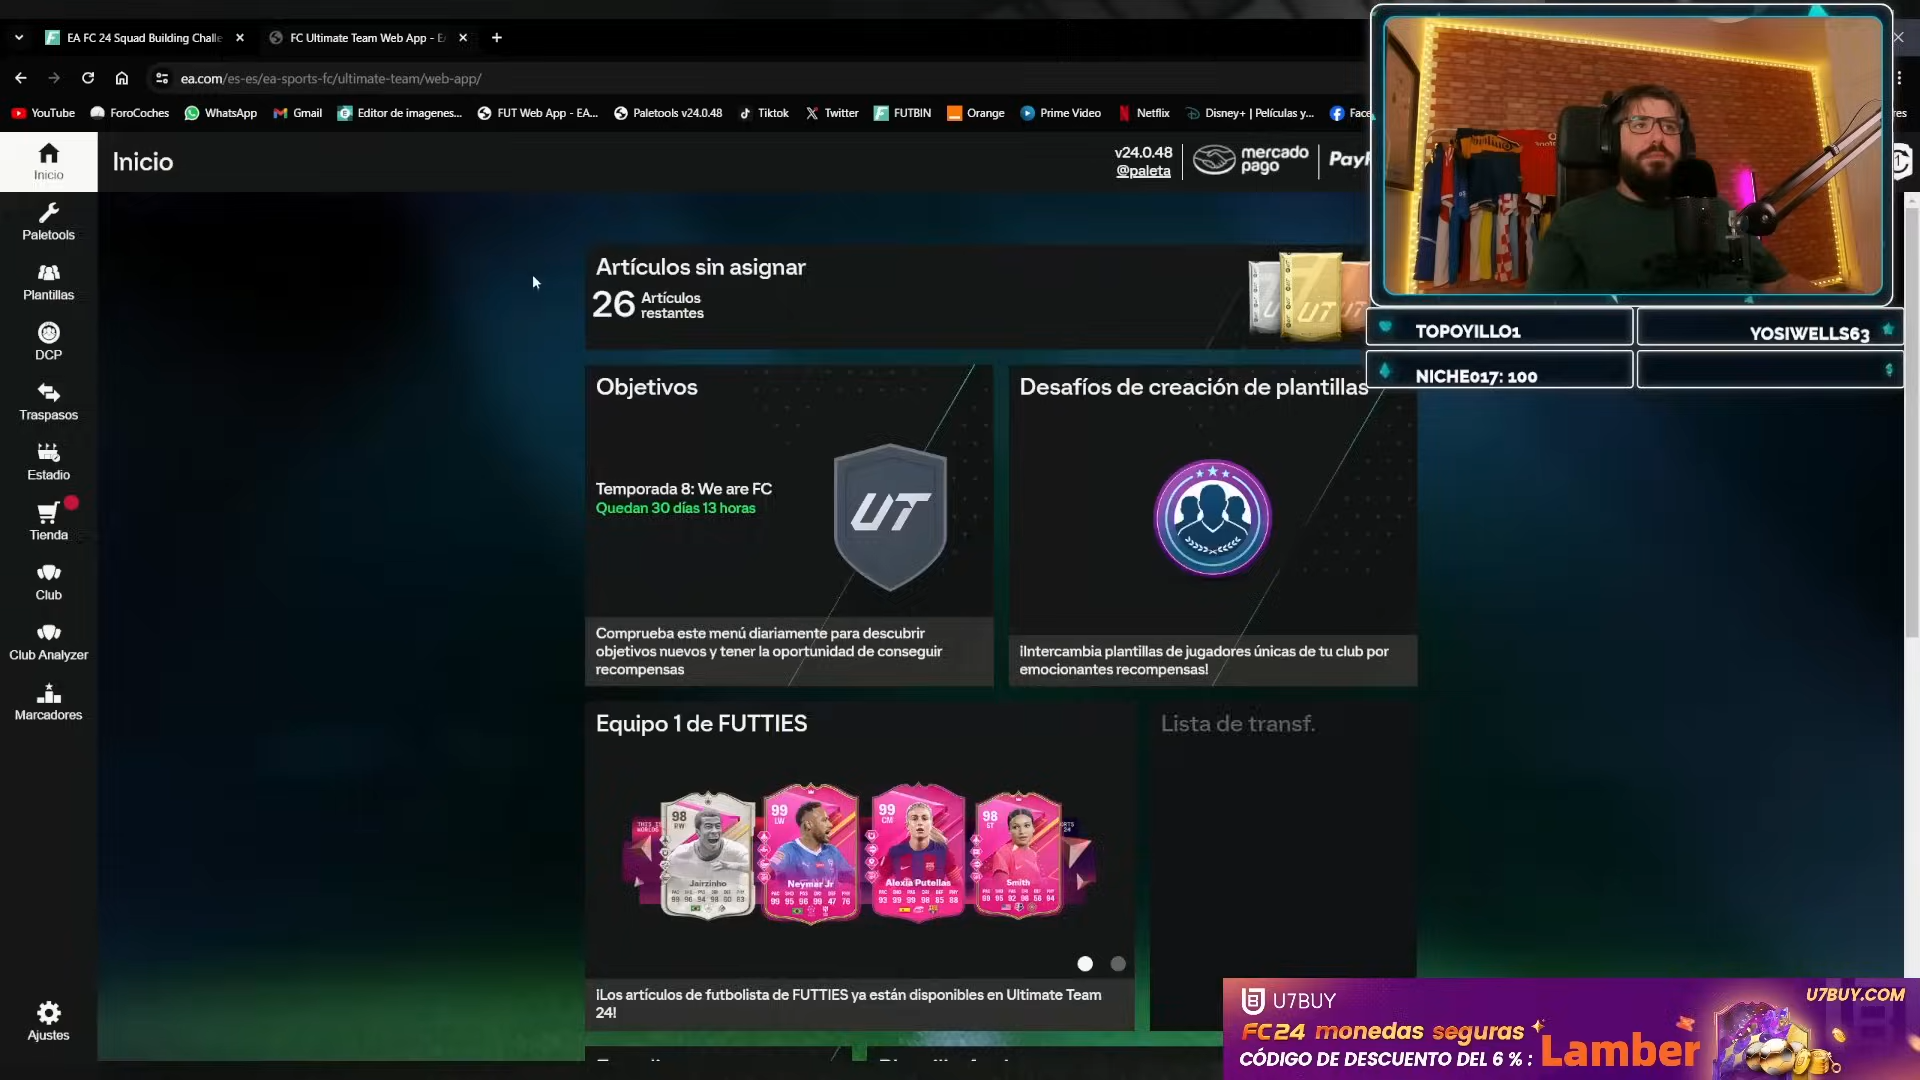 EA FC 24 Squad Building Challe
FC Ultimate Team Web App - E
ea.com/es-es/ea-sports-fc/ultimate-team/web-app/
YouTube
ForoCoches
WhatsApp
Gmail
Editor de imagenes...
FUT Web App - EA...
Paletools v24.0.48
Tiktok
Twitter
FUTBIN
Orange
Prime Video
Netflix
Disney+ | Películas y...
Face
Inicio
Paletools
Plantillas
DCP
Traspasos
Estadio
Tienda
Club
Club Analyzer
Marcadores
Ajustes
Inicio
v24.0.48
@paleta
mercado
pago
PayP
Artículos sin asignar
26
Artículos
restantes
UT
Objetivos
Temporada 8: We are FC
Quedan 30 días 13 horas
UT
Comprueba este menú diariamente para descubrir
objetivos nuevos y tener la oportunidad de conseguir
recompensas
Desafíos de creación de plantillas
¡Intercambia plantillas de jugadores únicas de tu club por
emocionantes recompensas!
Equipo 1 de FUTTIES
98
RW
Jairzinho
99
LW
Neymar Jr
99
CM
Alexia Putellas
98
ST
Smith
¡Los artículos de futbolista de FUTTIES ya están disponibles en Ultimate Team
24!
Lista de transf.
TOPOYILLO1
YOSIWELLS63
NICHE017: 100
U7BUY
U7BUY.COM
FC24 monedas seguras
CÓDIGO DE DESCUENTO DEL 6 % : Lamber